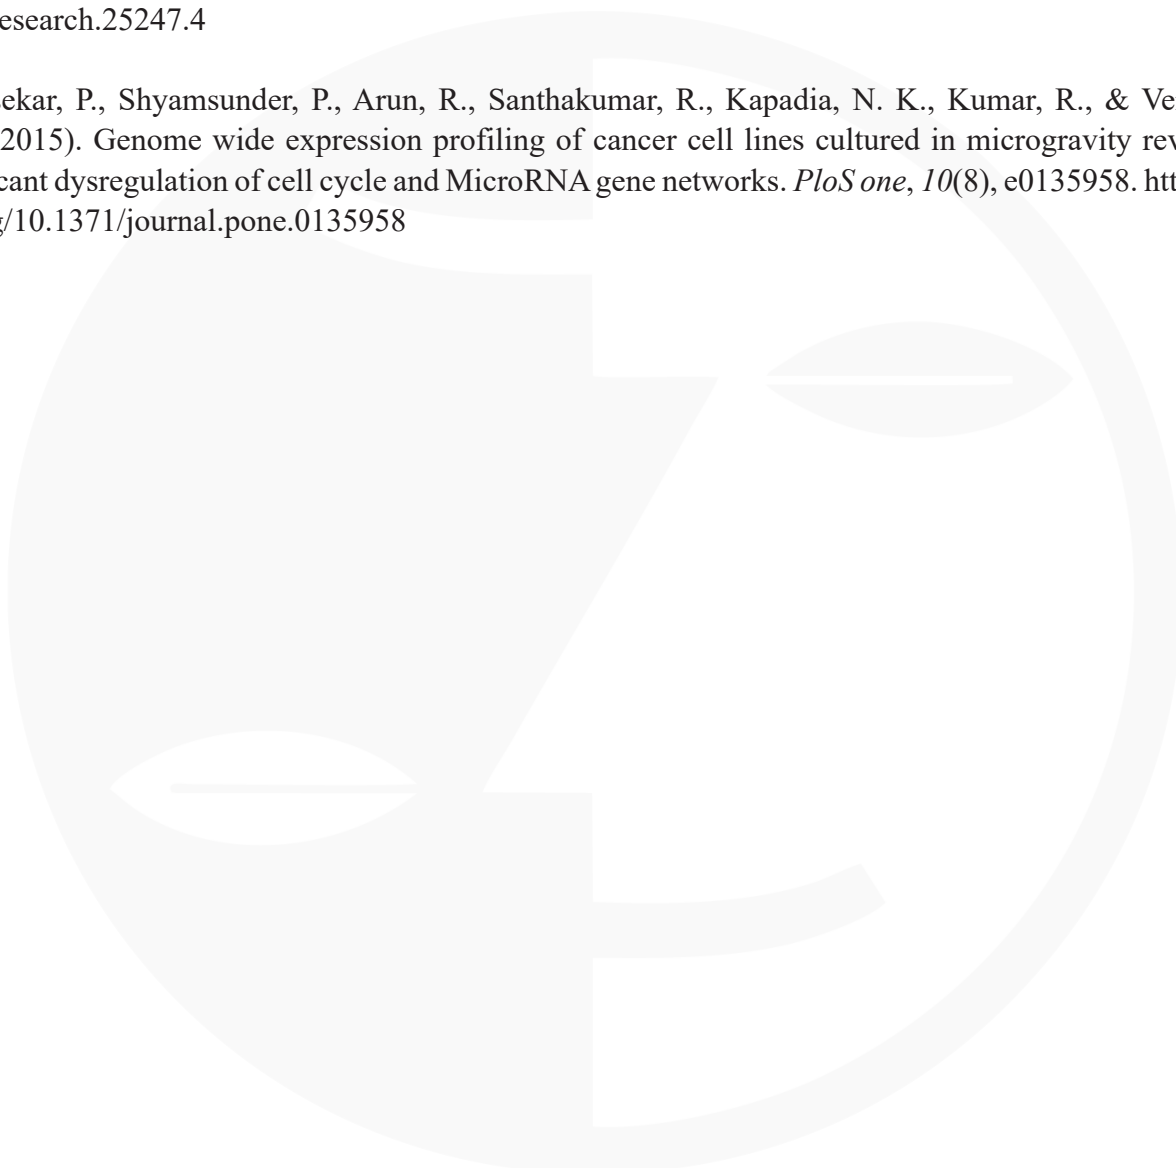 esearch.25247.4
ekar, P., Shyamsunder, P., Arun, R., Santhakumar, R., Kapadia, N. K., Kumar, R., & Ve
2015). Genome wide expression profiling of cancer cell lines cultured in microgravity rev
cant dysregulation of cell cycle and MicroRNA gene networks. PloS one, 10(8), e0135958. htt
/10.1371/journal.pone.0135958